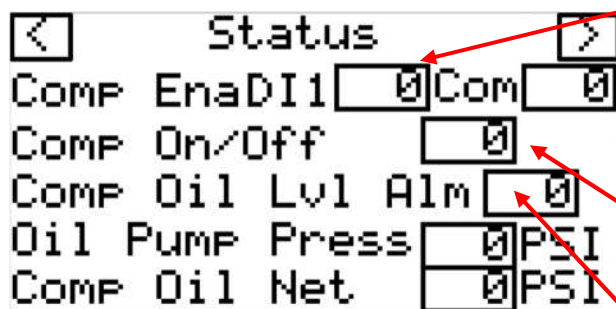 < Status >
Comp EnaDI1 0 Com 0
Comp On/Off 0
Comp Oil Lvl Alm 0
Oil Pump Press 0 PSI
Comp Oil Net 0 PSI